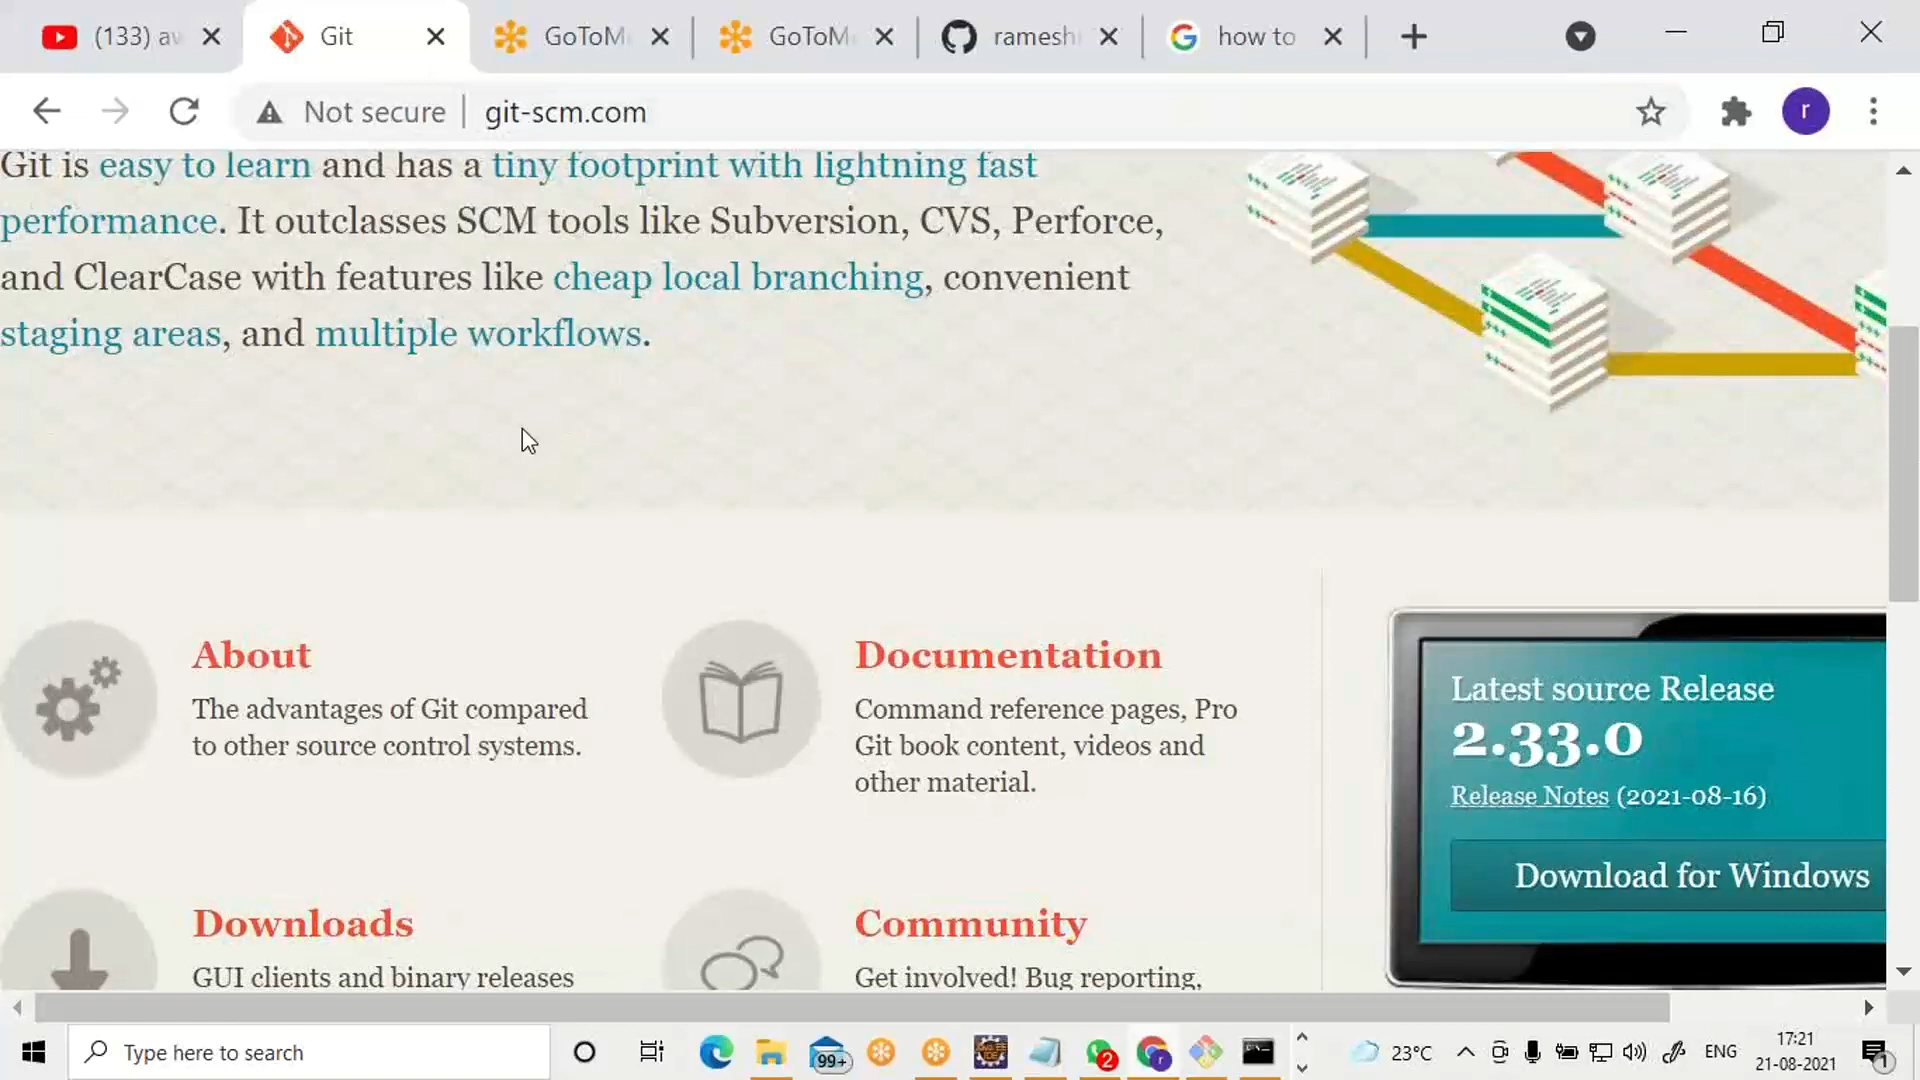 (133) aw
Git
GoToMe
GoToMe
ramesh
how to
Not secure
git-scm.com
r
Git is easy to learn and has a tiny footprint with lightning fast
performance. It outclasses SCM tools like Subversion, CVS, Perforce,
and ClearCase with features like cheap local branching, convenient
staging areas, and multiple workflows.
About
The advantages of Git compared
to other source control systems.
Documentation
Command reference pages, Pro
Git book content, videos and
other material.
Latest source Release
2.33.0
Release Notes (2021-08-16)
Download for Windows
Downloads
GUI clients and binary releases
Community
Get involved! Bug reporting,
Type here to search
99+
2
r
23°C
ENG
17:21
21-08-2021
1